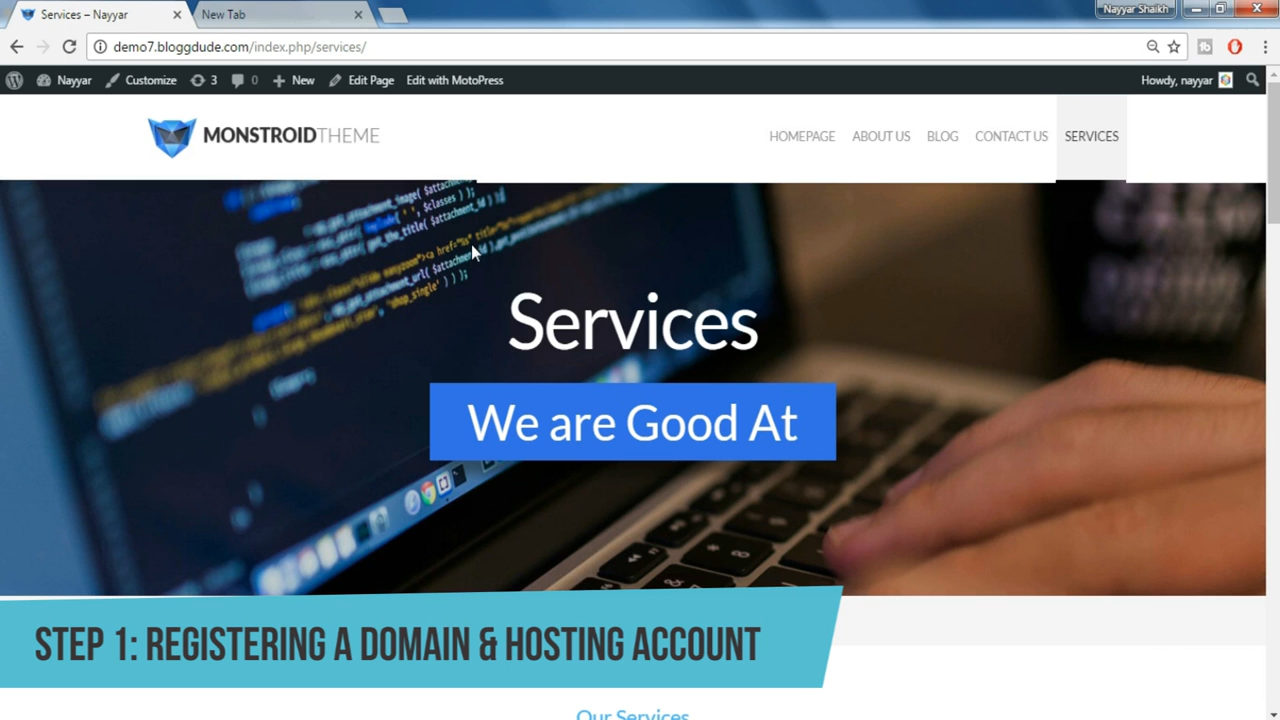 Services – Nayyar
New Tab
Nayyar Shaikh
demo7.bloggdude.com/index.php/services/
Nayyar Customize 3 0 New Edit Page Edit with MotoPress
Howdy, nayyar
MONSTROIDTHEME
HOMEPAGE ABOUT US BLOG CONTACT US SERVICES
Services
We are Good At
STEP 1: REGISTERING A DOMAIN & HOSTING ACCOUNT
Our Services